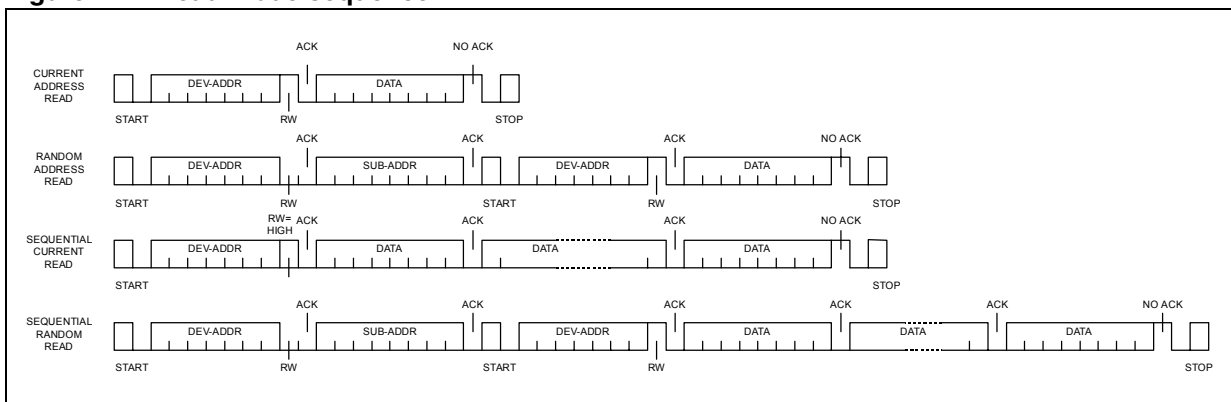 ACK NO ACK
CURRENT
ADDRESS
READ
DEV-ADDR DATA
START RW STOP
ACK ACK ACK NO ACK
RANDOM
ADDRESS
READ
DEV-ADDR SUB-ADDR DEV-ADDR DATA
START RW START RW STOP
RW=
HIGH
ACK ACK ACK NO ACK
SEQUENTIAL
CURRENT
READ
DEV-ADDR DATA DATA DATA
START STOP
ACK ACK ACK ACK ACK NO ACK
SEQUENTIAL
RANDOM
READ
DEV-ADDR SUB-ADDR DEV-ADDR DATA DATA DATA
START RW START RW STOP